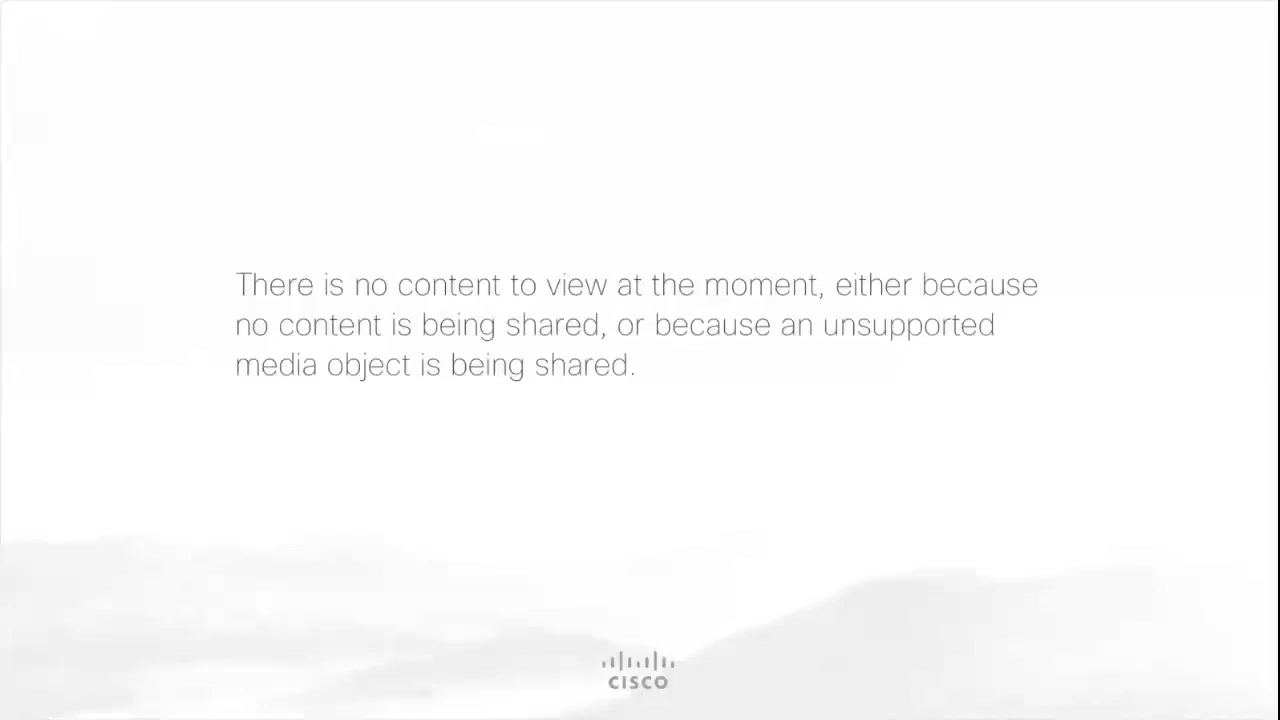 There is no content to view at the moment, either because
no content is being shared, or because an unsupported
media object is being shared.
CISCO